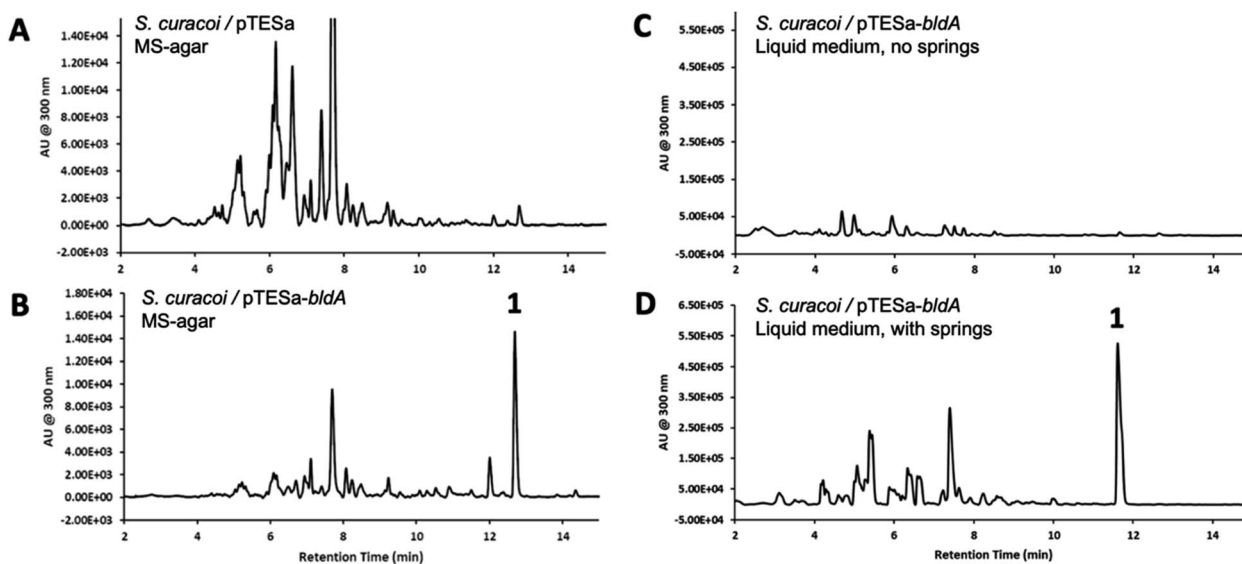 A
S. curacoi / pTESa
MS-agar
AU @ 300 nm
1.40E+04
1.20E+04
1.00E+04
8.00E+03
6.00E+03
4.00E+03
2.00E+03
0.00E+00
-2.00E+03
2 4 6 8 10 12 14
B
S. curacoi / pTESa-bldA
MS-agar
1
AU @ 300 nm
1.80E+04
1.60E+04
1.40E+04
1.20E+04
1.00E+04
8.00E+03
6.00E+03
4.00E+03
2.00E+03
0.00E+00
-2.00E+03
2 4 6 8 10 12 14
Retention Time (min)
C
S. curacoi / pTESa-bldA
Liquid medium, no springs
AU @ 300 nm
5.50E+05
4.50E+05
3.50E+05
2.50E+05
1.50E+05
5.00E+04
-5.00E+04
2 4 6 8 10 12 14
D
S. curacoi / pTESa-bldA
Liquid medium, with springs
1
AU @ 300 nm
6.50E+05
5.50E+05
4.50E+05
3.50E+05
2.50E+05
1.50E+05
5.00E+04
-5.00E+04
2 4 6 8 10 12 14
Retention Time (min)